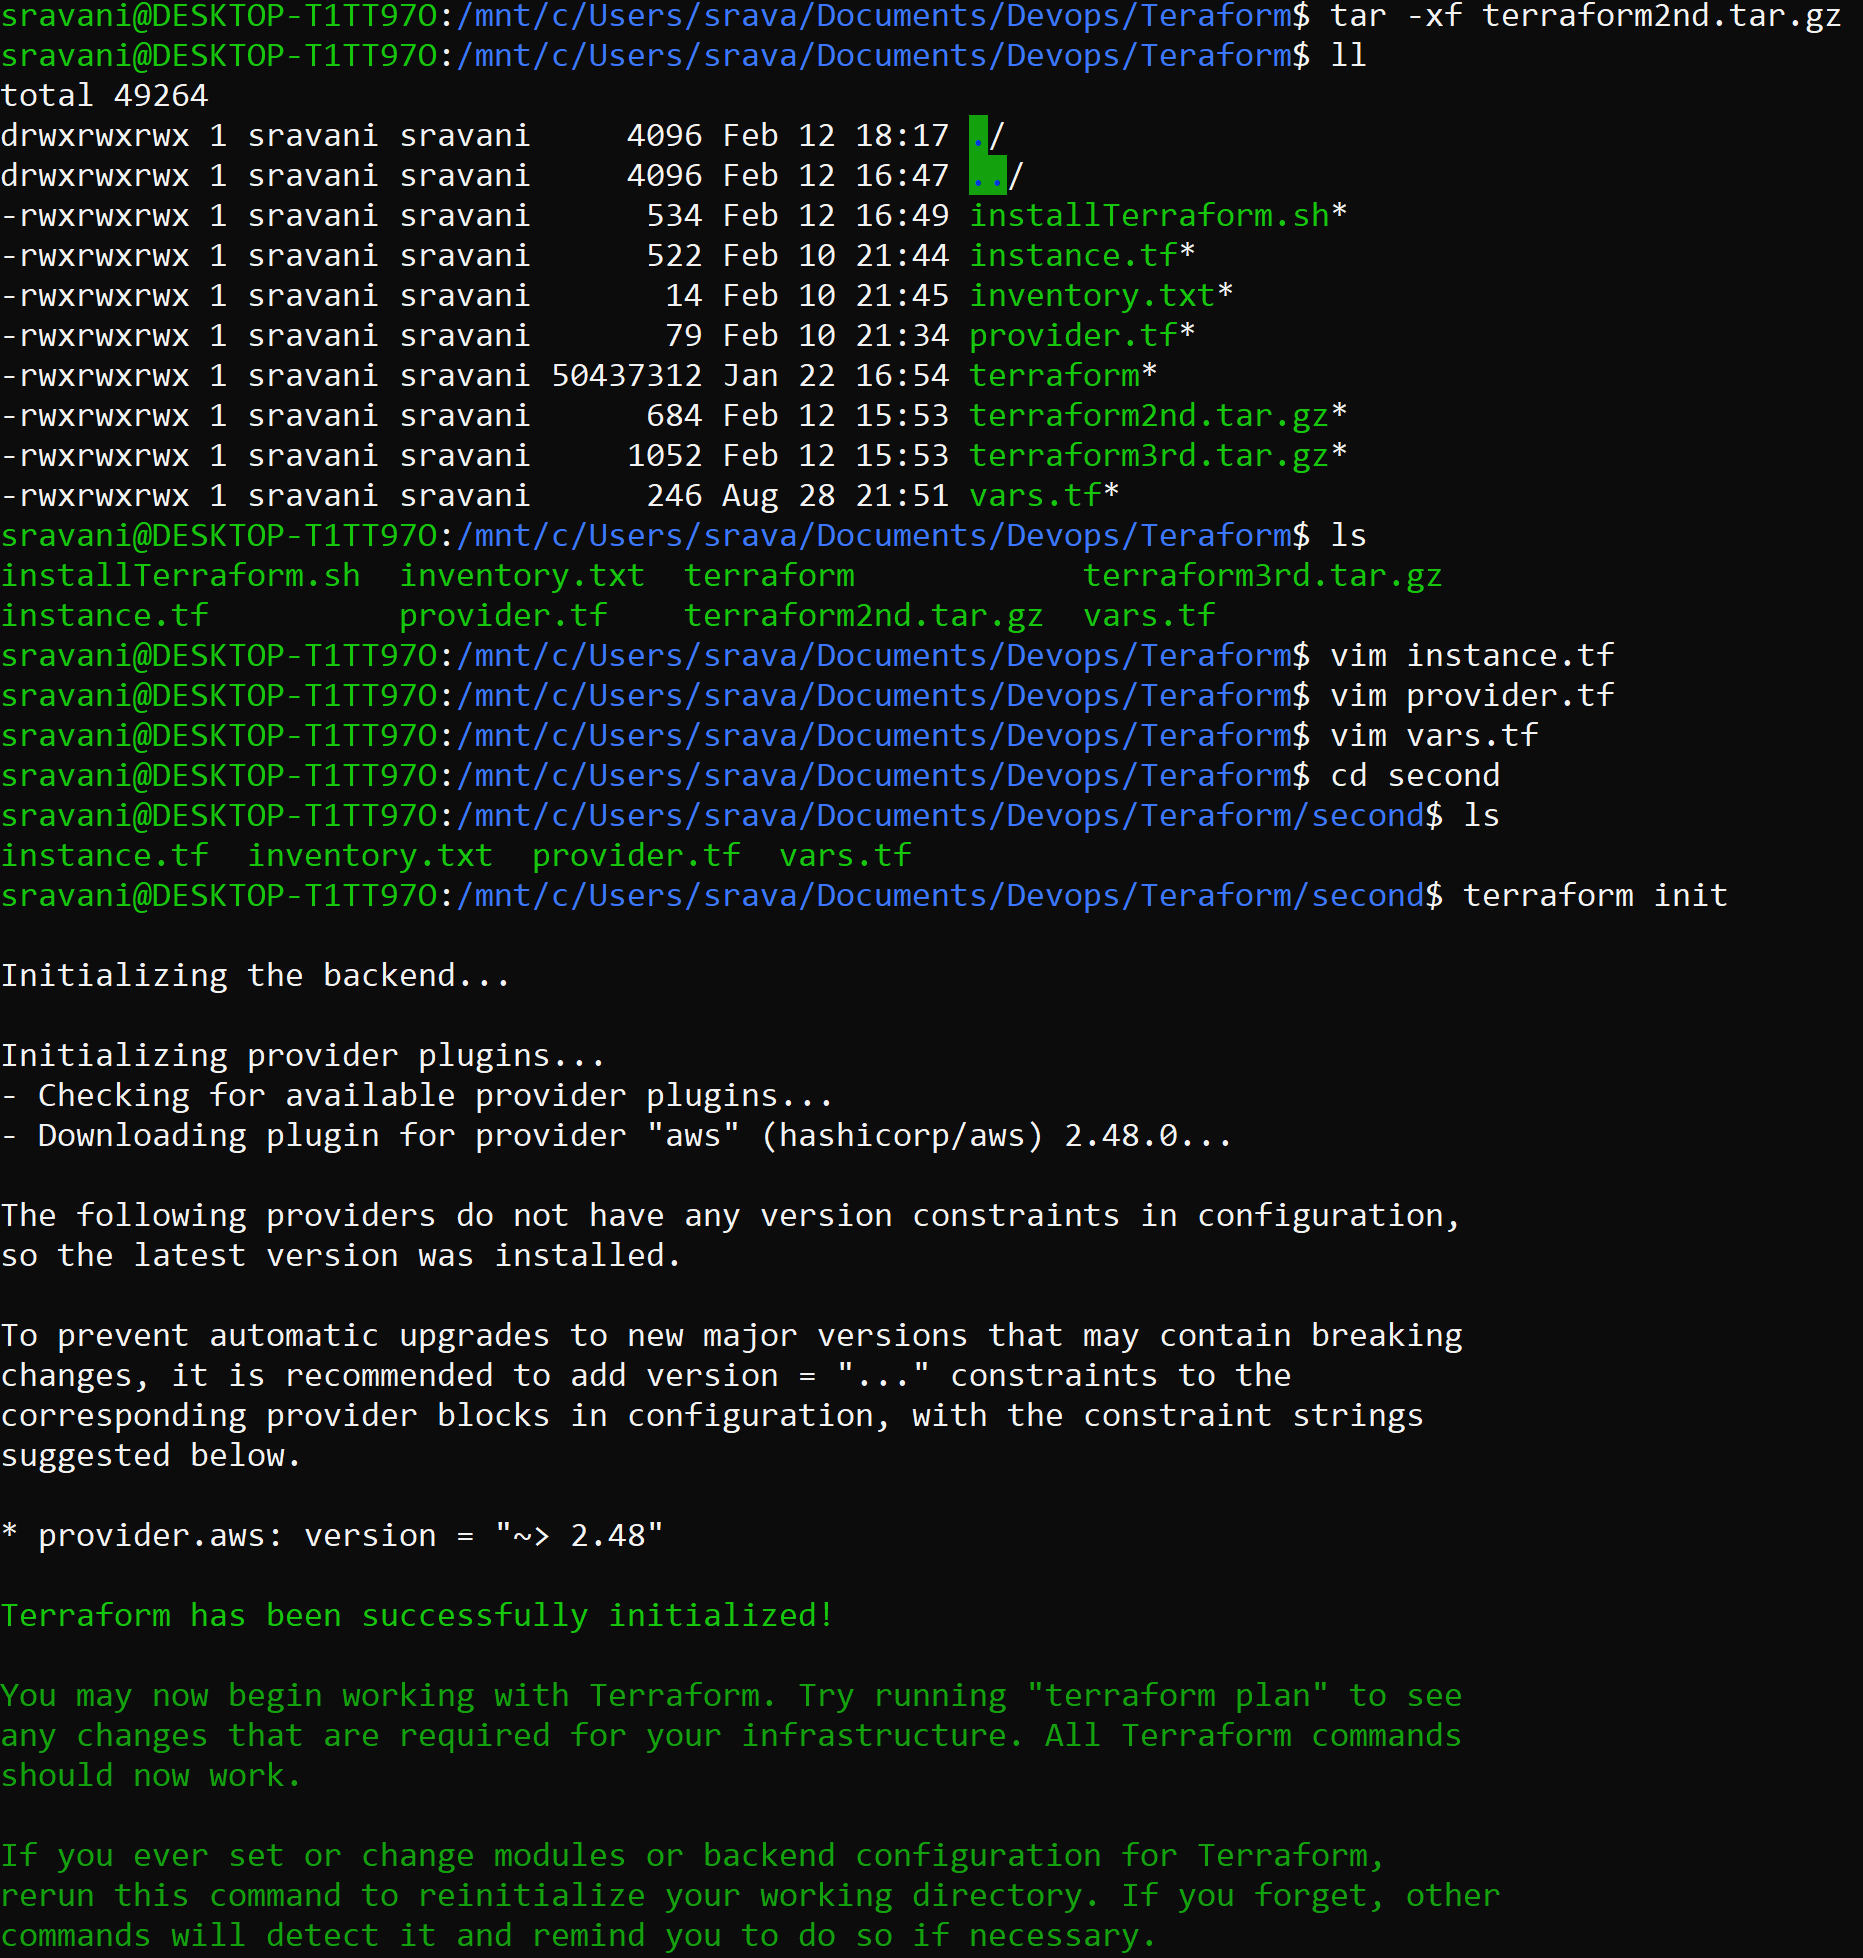 sravani@DESKTOP-T1TT97O:/mnt/c/Users/srava/Documents/Devops/Teraform$ tar -xf terraform2nd.tar.gz
sravani@DESKTOP-T1TT97O:/mnt/c/Users/srava/Documents/Devops/Teraform$ ll
total 49264
drwxrwxrwx 1 sravani sravani     4096 Feb 12 18:17 ./
drwxrwxrwx 1 sravani sravani     4096 Feb 12 16:47 ../
-rwxrwxrwx 1 sravani sravani      534 Feb 12 16:49 installTerraform.sh*
-rwxrwxrwx 1 sravani sravani      522 Feb 10 21:44 instance.tf*
-rwxrwxrwx 1 sravani sravani       14 Feb 10 21:45 inventory.txt*
-rwxrwxrwx 1 sravani sravani       79 Feb 10 21:34 provider.tf*
-rwxrwxrwx 1 sravani sravani 50437312 Jan 22 16:54 terraform*
-rwxrwxrwx 1 sravani sravani      684 Feb 12 15:53 terraform2nd.tar.gz*
-rwxrwxrwx 1 sravani sravani     1052 Feb 12 15:53 terraform3rd.tar.gz*
-rwxrwxrwx 1 sravani sravani      246 Aug 28 21:51 vars.tf*
sravani@DESKTOP-T1TT97O:/mnt/c/Users/srava/Documents/Devops/Teraform$ ls
installTerraform.sh  inventory.txt  terraform            terraform3rd.tar.gz
instance.tf          provider.tf    terraform2nd.tar.gz  vars.tf
sravani@DESKTOP-T1TT97O:/mnt/c/Users/srava/Documents/Devops/Teraform$ vim instance.tf
sravani@DESKTOP-T1TT97O:/mnt/c/Users/srava/Documents/Devops/Teraform$ vim provider.tf
sravani@DESKTOP-T1TT97O:/mnt/c/Users/srava/Documents/Devops/Teraform$ vim vars.tf
sravani@DESKTOP-T1TT97O:/mnt/c/Users/srava/Documents/Devops/Teraform$ cd second
sravani@DESKTOP-T1TT97O:/mnt/c/Users/srava/Documents/Devops/Teraform/second$ ls
instance.tf  inventory.txt  provider.tf  vars.tf
sravani@DESKTOP-T1TT97O:/mnt/c/Users/srava/Documents/Devops/Teraform/second$ terraform init
Initializing the backend...
Initializing provider plugins...
- Checking for available provider plugins...
- Downloading plugin for provider "aws" (hashicorp/aws) 2.48.0...
The following providers do not have any version constraints in configuration,
so the latest version was installed.
To prevent automatic upgrades to new major versions that may contain breaking
changes, it is recommended to add version = "..." constraints to the
corresponding provider blocks in configuration, with the constraint strings
suggested below.
* provider.aws: version = "~> 2.48"
Terraform has been successfully initialized!
You may now begin working with Terraform. Try running "terraform plan" to see
any changes that are required for your infrastructure. All Terraform commands
should now work.
If you ever set or change modules or backend configuration for Terraform,
rerun this command to reinitialize your working directory. If you forget, other
commands will detect it and remind you to do so if necessary.